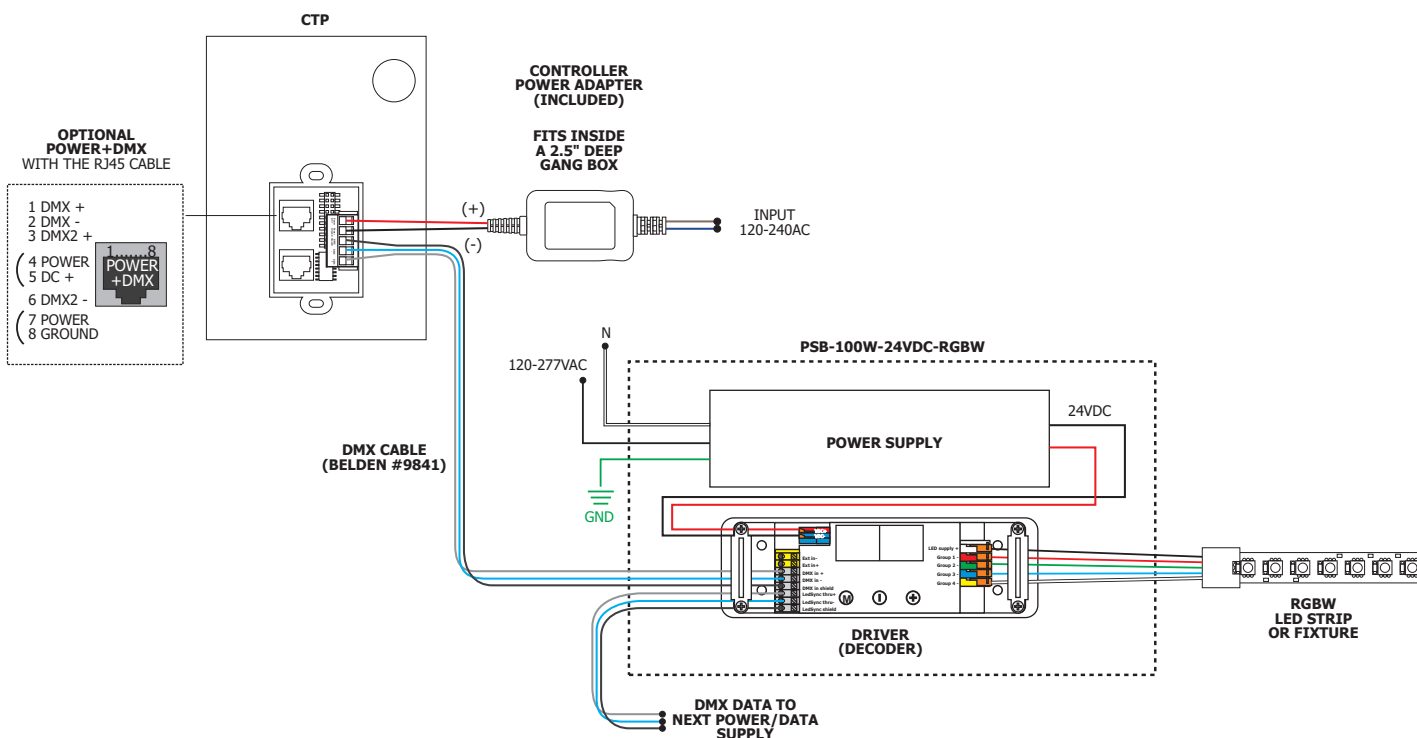 CTP
CONTROLLER
POWER ADAPTER
(INCLUDED)
FITS INSIDE
A 2.5" DEEP
GANG BOX
OPTIONAL
POWER+DMX
WITH THE RJ45 CABLE
1 DMX +
2 DMX -
3 DMX2 +
4 POWER
5 DC +
6 DMX2 -
7 POWER
8 GROUND
1 8
POWER
+DMX
(+)
(-)
INPUT
120-240AC
N
120-277VAC
PSB-100W-24VDC-RGBW
24VDC
POWER SUPPLY
DMX CABLE
(BELDEN #9841)
GND
Ext in-
Ext in+
DMX in +
DMX in -
DMX in shield
LedSync thru+
LedSync thru-
LedSync shield
M
LED supply +
Group 1 -
Group 2 -
Group 3 -
Group 4 -
DRIVER
(DECODER)
RGBW
LED STRIP
OR FIXTURE
DMX DATA TO
NEXT POWER/DATA
SUPPLY